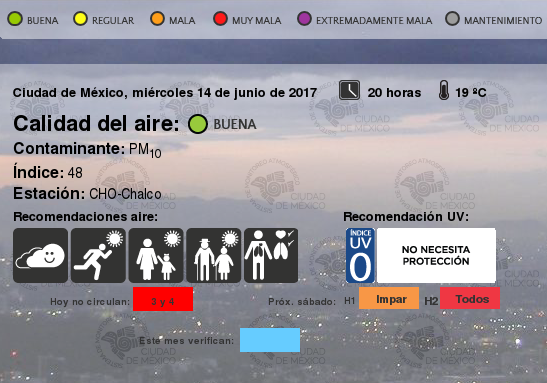 BUENA REGULAR MALA MUY MALA EXTREMADAMENTE MALA MANTENIMIENTO
Ciudad de México, miércoles 14 de junio de 2017 20 horas 19 ºC
Calidad del aire: BUENA
Contaminante: PM10
Índice: 48
Estación: CHO-Chalco
Recomendaciones aire: Recomendación UV:
ÍNDICE
UV
0
NO NECESITA
PROTECCIÓN
Hoy no circulan: 3 y 4 Próx. sábado: H1 Impar H2 Todos
Este mes verifican:
CIUDAD
DE MÉXICO